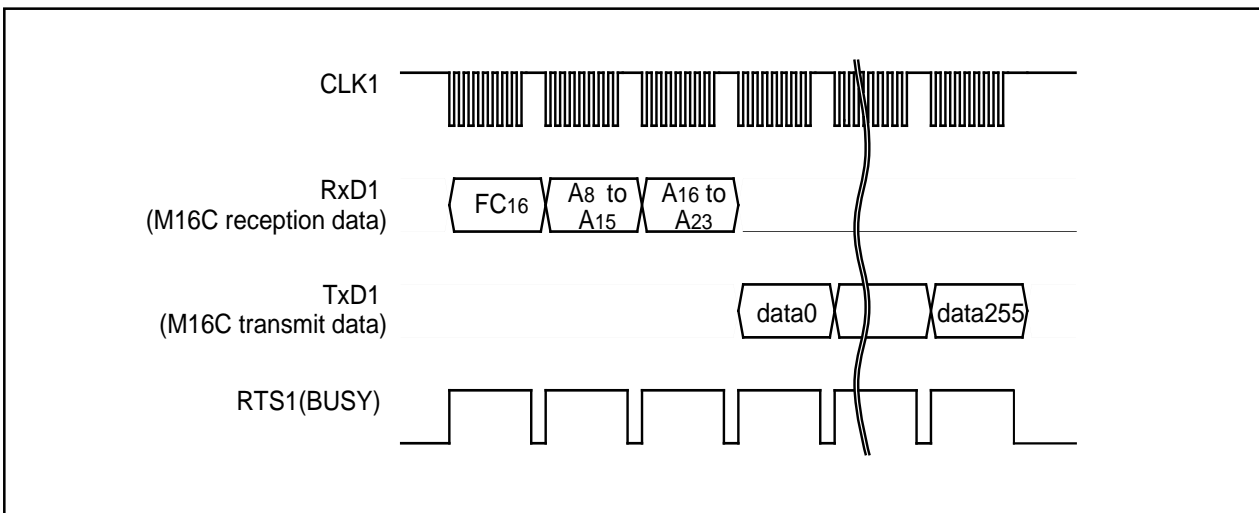 CLK1
RxD1
(M16C reception data)
FC16
A8 to
A15
A16 to
A23
TxD1
(M16C transmit data)
data0
data255
RTS1(BUSY)